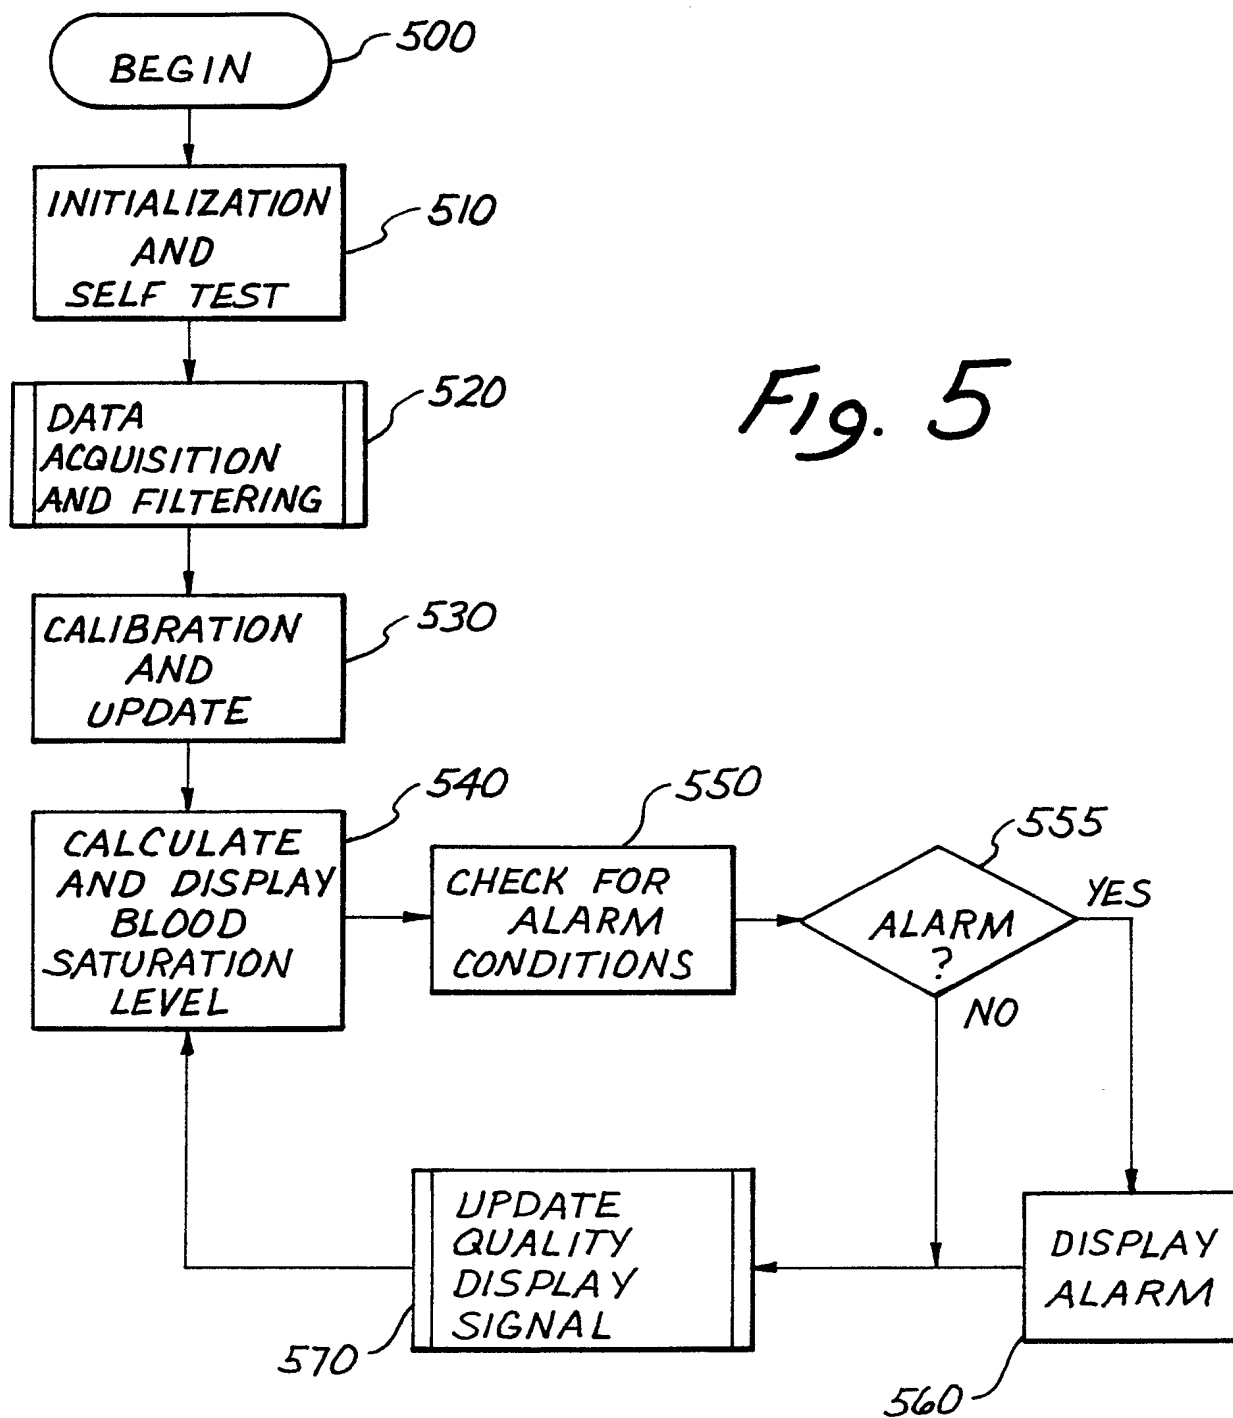 BEGIN
500
INITIALIZATION
AND
SELF TEST
510
Fig. 5
DATA
ACQUISITION
AND FILTERING
520
CALIBRATION
AND
UPDATE
530
CALCULATE
AND DISPLAY
BLOOD
SATURATION
LEVEL
540
CHECK FOR
ALARM
CONDITIONS
550
ALARM
?
555
YES
NO
DISPLAY
ALARM
560
UPDATE
QUALITY
DISPLAY
SIGNAL
570